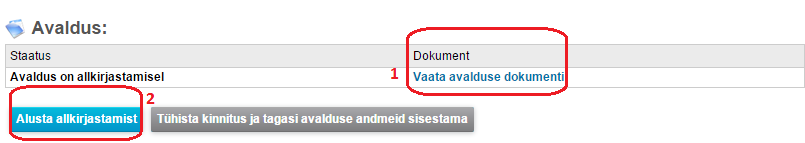 Avaldus:
Staatus Dokument
Avaldus on allkirjastamisel 1 Vaata avalduse dokumenti
2
Alusta allkirjastamist Tühista kinnitus ja tagasi avalduse andmeid sisestama